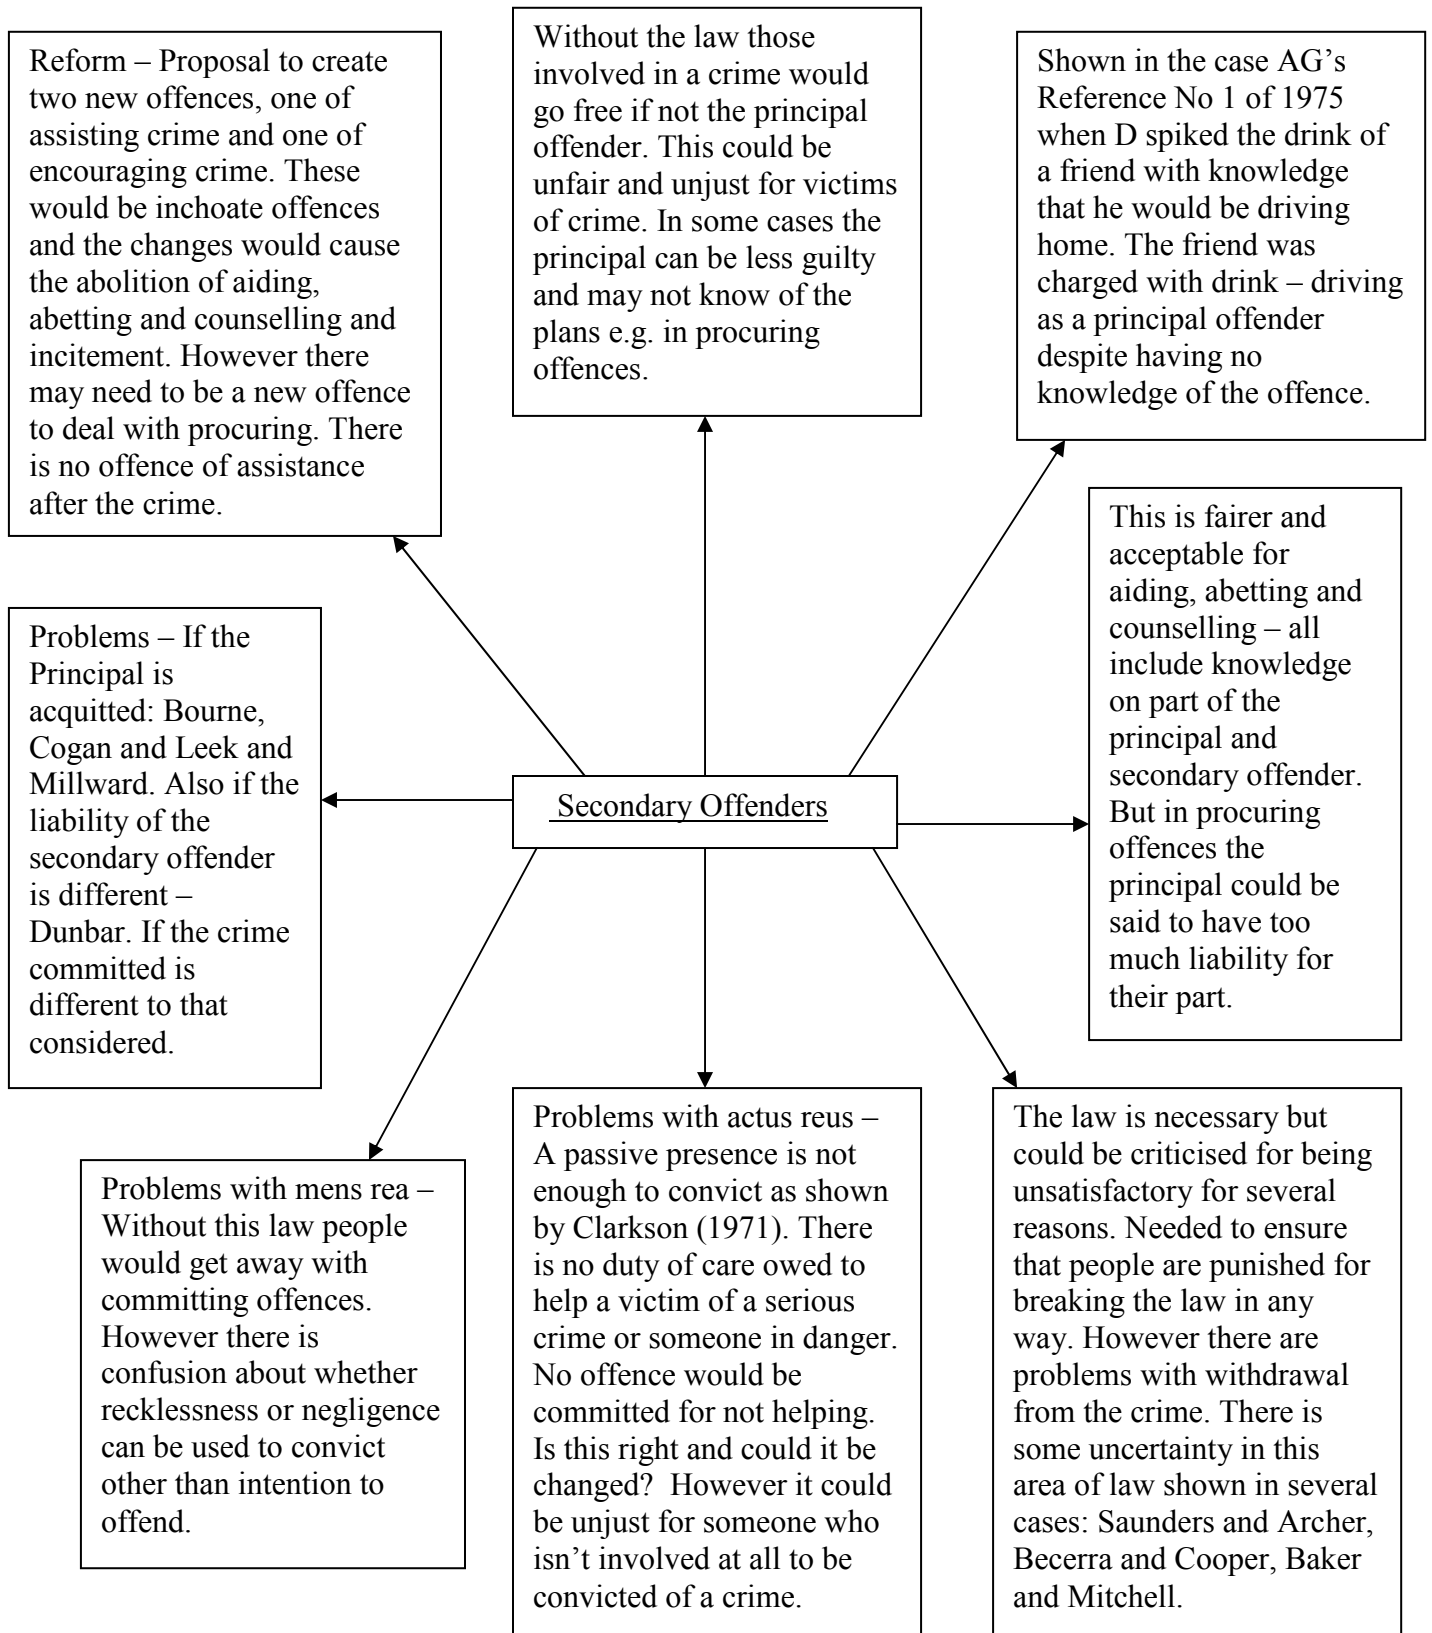 Reform – Proposal to create
two new offences, one of
assisting crime and one of
encouraging crime. These
would be inchoate offences
and the changes would cause
the abolition of aiding,
abetting and counselling and
incitement. However there
may need to be a new offence
to deal with procuring. There
is no offence of assistance
after the crime.
Without the law those
involved in a crime would
go free if not the principal
offender. This could be
unfair and unjust for victims
of crime. In some cases the
principal can be less guilty
and may not know of the
plans e.g. in procuring
offences.
Shown in the case AG’s
Reference No 1 of 1975
when D spiked the drink of
a friend with knowledge
that he would be driving
home. The friend was
charged with drink – driving
as a principal offender
despite having no
knowledge of the offence.
This is fairer and
acceptable for
aiding, abetting and
counselling – all
include knowledge
on part of the
principal and
secondary offender.
But in procuring
offences the
principal could be
said to have too
much liability for
their part.
Problems – If the
Principal is
acquitted: Bourne,
Cogan and Leek and
Millward. Also if the
liability of the
secondary offender
is different –
Dunbar. If the crime
committed is
different to that
considered.
Secondary Offenders
Problems with mens rea –
Without this law people
would get away with
committing offences.
However there is
confusion about whether
recklessness or negligence
can be used to convict
other than intention to
offend.
Problems with actus reus –
A passive presence is not
enough to convict as shown
by Clarkson (1971). There
is no duty of care owed to
help a victim of a serious
crime or someone in danger.
No offence would be
committed for not helping.
Is this right and could it be
changed?  However it could
be unjust for someone who
isn’t involved at all to be
convicted of a crime.
The law is necessary but
could be criticised for being
unsatisfactory for several
reasons. Needed to ensure
that people are punished for
breaking the law in any
way. However there are
problems with withdrawal
from the crime. There is
some uncertainty in this
area of law shown in several
cases: Saunders and Archer,
Becerra and Cooper, Baker
and Mitchell.